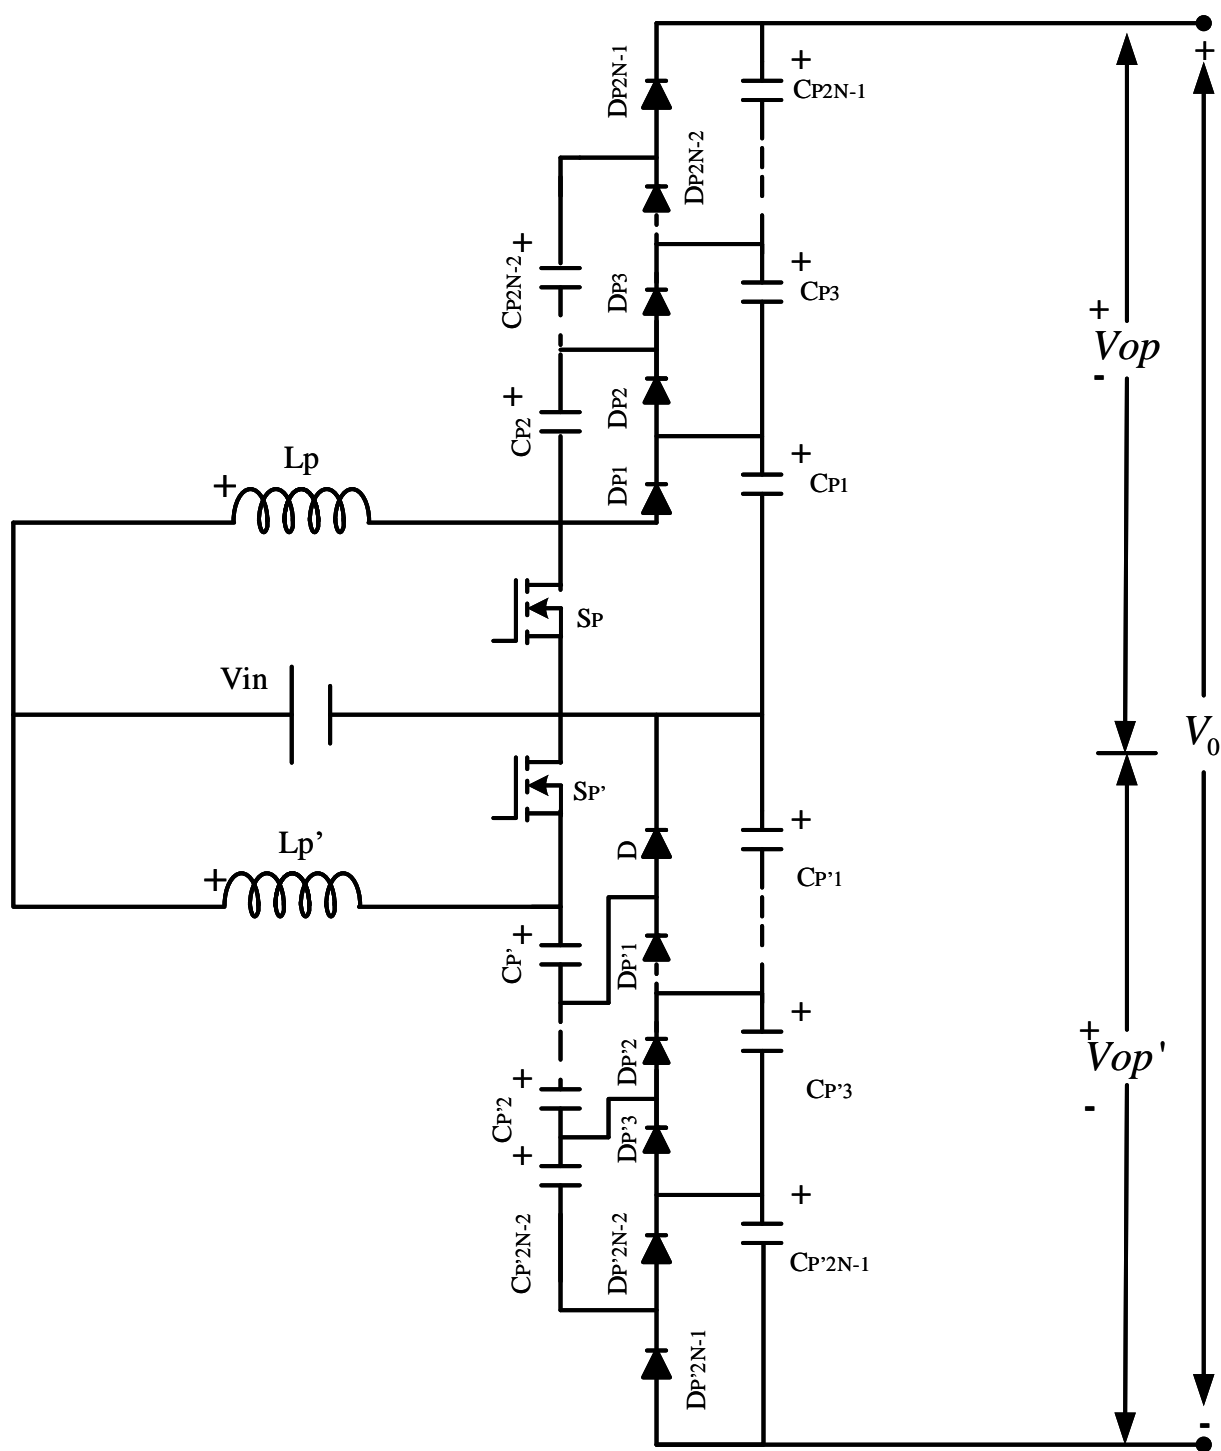 +
+
DP2N-1
CP2N-1
DP2N-2
+
+
CP2N-2
DP3
CP3
+
Vop
-
+
CP2
DP2
+
Lp
+
DP1
CP1
SP
Vin
V0
SP'
+
Lp'
+
D
CP'1
+
CP'
DP'1
+
+
Vop'
-
+
CP'2
DP'2
CP'3
+
DP'3
+
CP'2N-2
DP'2N-2
CP'2N-1
DP'2N-1
-